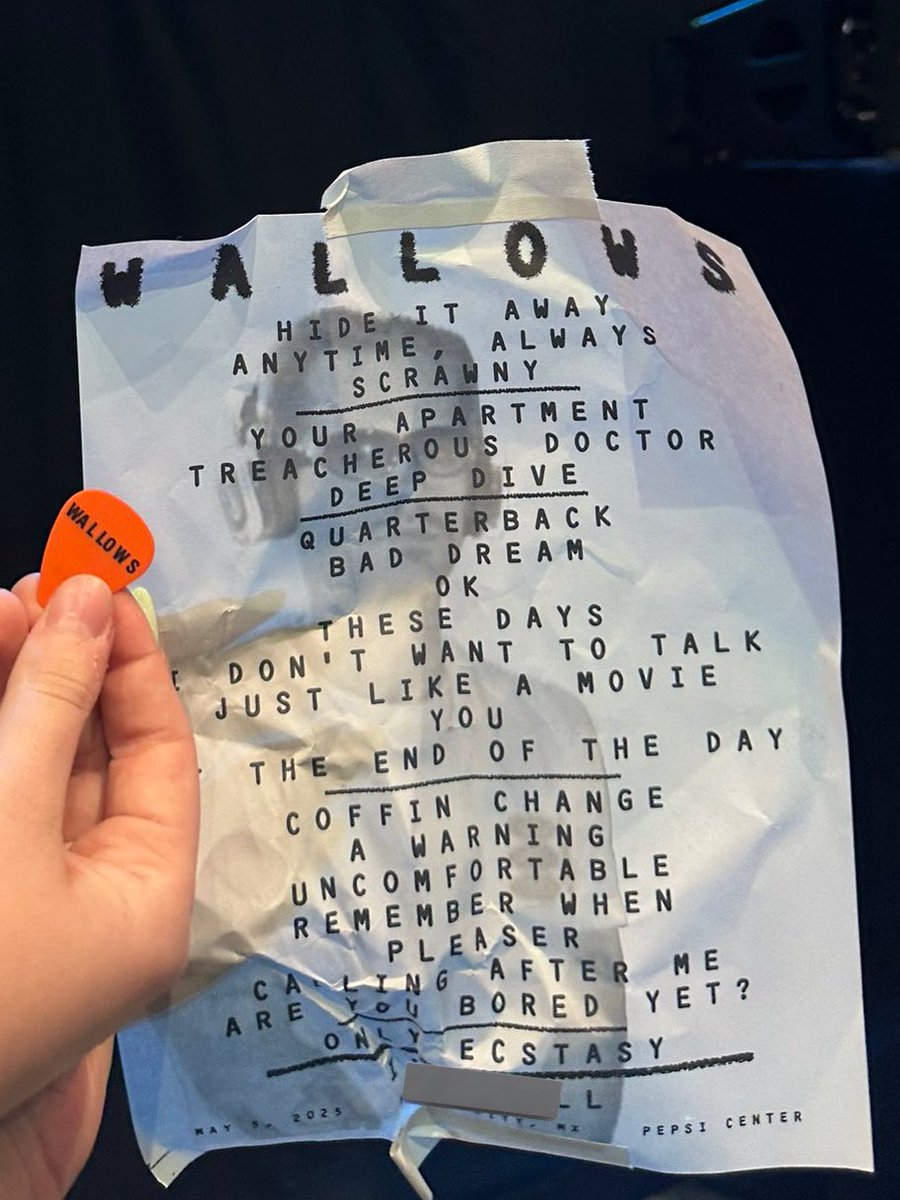 WALLOWS
HIDE IT AWAY
ANYTIME, ALWAYS
SCRAWNY
YOUR APARTMENT
TREACHEROUS DOCTOR
DEEP DIVE
QUARTERBACK
BAD DREAM
OK
THESE DAYS
I DON'T WANT TO TALK
JUST LIKE A MOVIE
YOU
THE END OF THE DAY
COFFIN CHANGE
A WARNING
UNCOMFORTABLE
REMEMBER WHEN
PLEASER
CALLING AFTER ME
ARE YOU BORED YET?
ONLY ECSTASY
MAY 5, 2025
PEPSI CENTER
WALLOWS